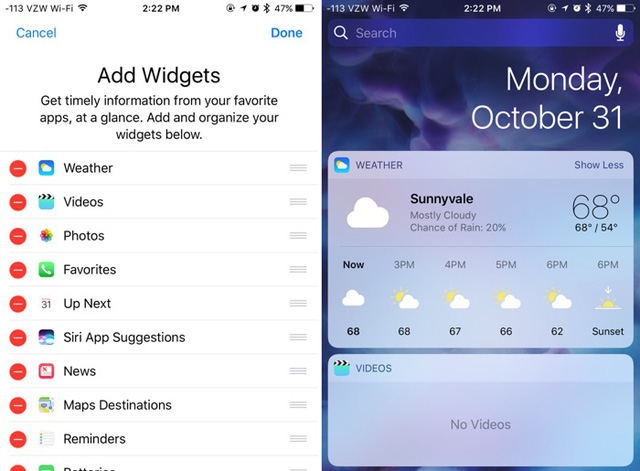 -113 VZW Wi-Fi 2:22 PM 47%
Cancel Done
Add Widgets
Get timely information from your favorite
apps, at a glance. Add and organize your
widgets below.
Weather
Videos
Photos
Favorites
31 Up Next
Siri App Suggestions
News
Maps Destinations
Reminders
Batteries
-113 VZW Wi-Fi 2:22 PM 47%
Search
Monday,
October 31
WEATHER Show Less
Sunnyvale 68°
Mostly Cloudy
Chance of Rain: 20% 68° / 54°
Now 3PM 4PM 5PM 6PM 6PM
68 68 67 66 62 Sunset
VIDEOS
No Videos